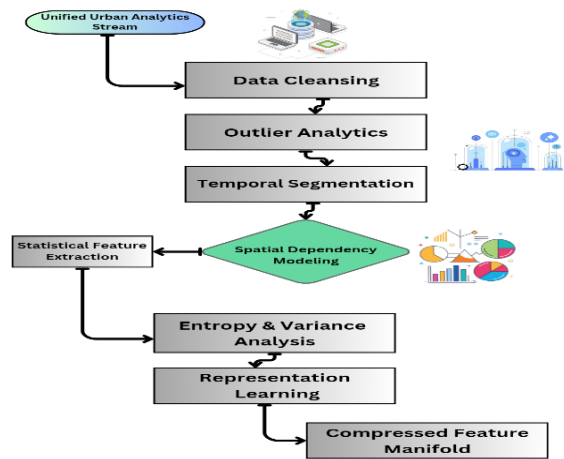 Unified Urban Analytics
Stream
Data Cleansing
Outlier Analytics
Temporal Segmentation
Spatial Dependency
Modeling
Statistical Feature
Extraction
Entropy & Variance
Analysis
Representation
Learning
Compressed Feature
Manifold